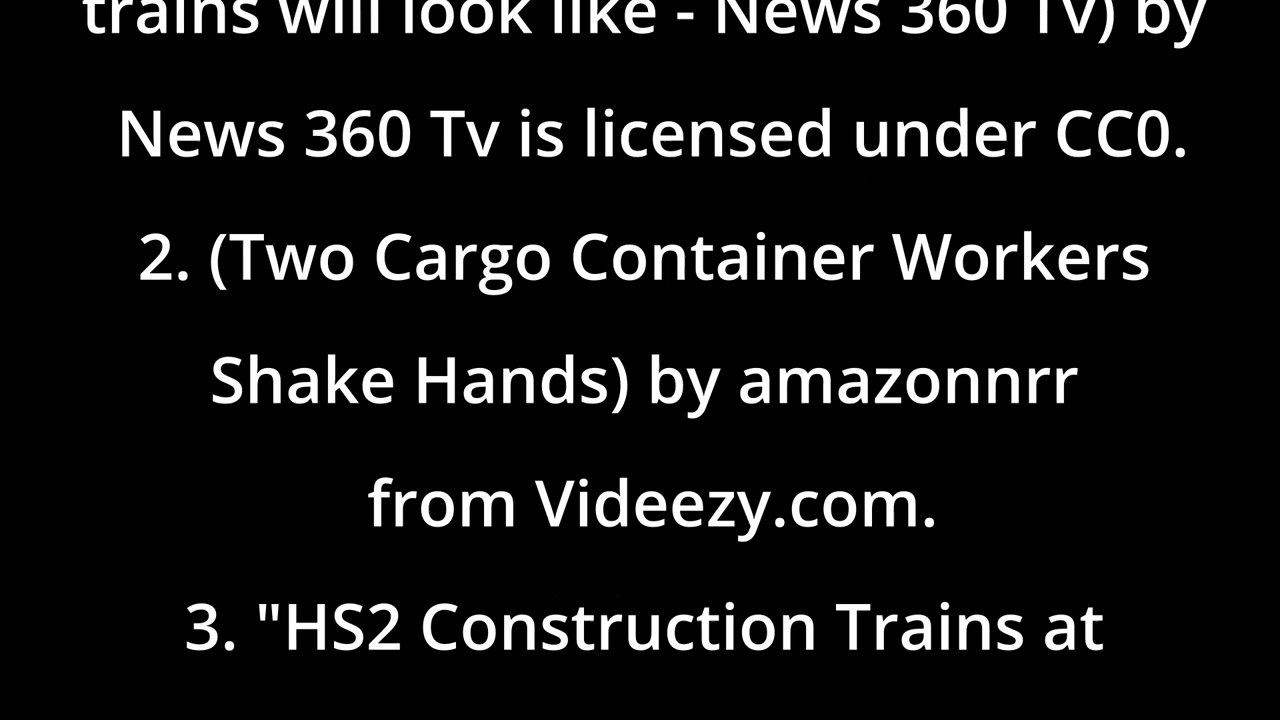 trains will look like - News 360 Tv) by
News 360 Tv is licensed under CC0.
2. (Two Cargo Container Workers
Shake Hands) by amazonnrr
from Videezy.com.
3. "HS2 Construction Trains at